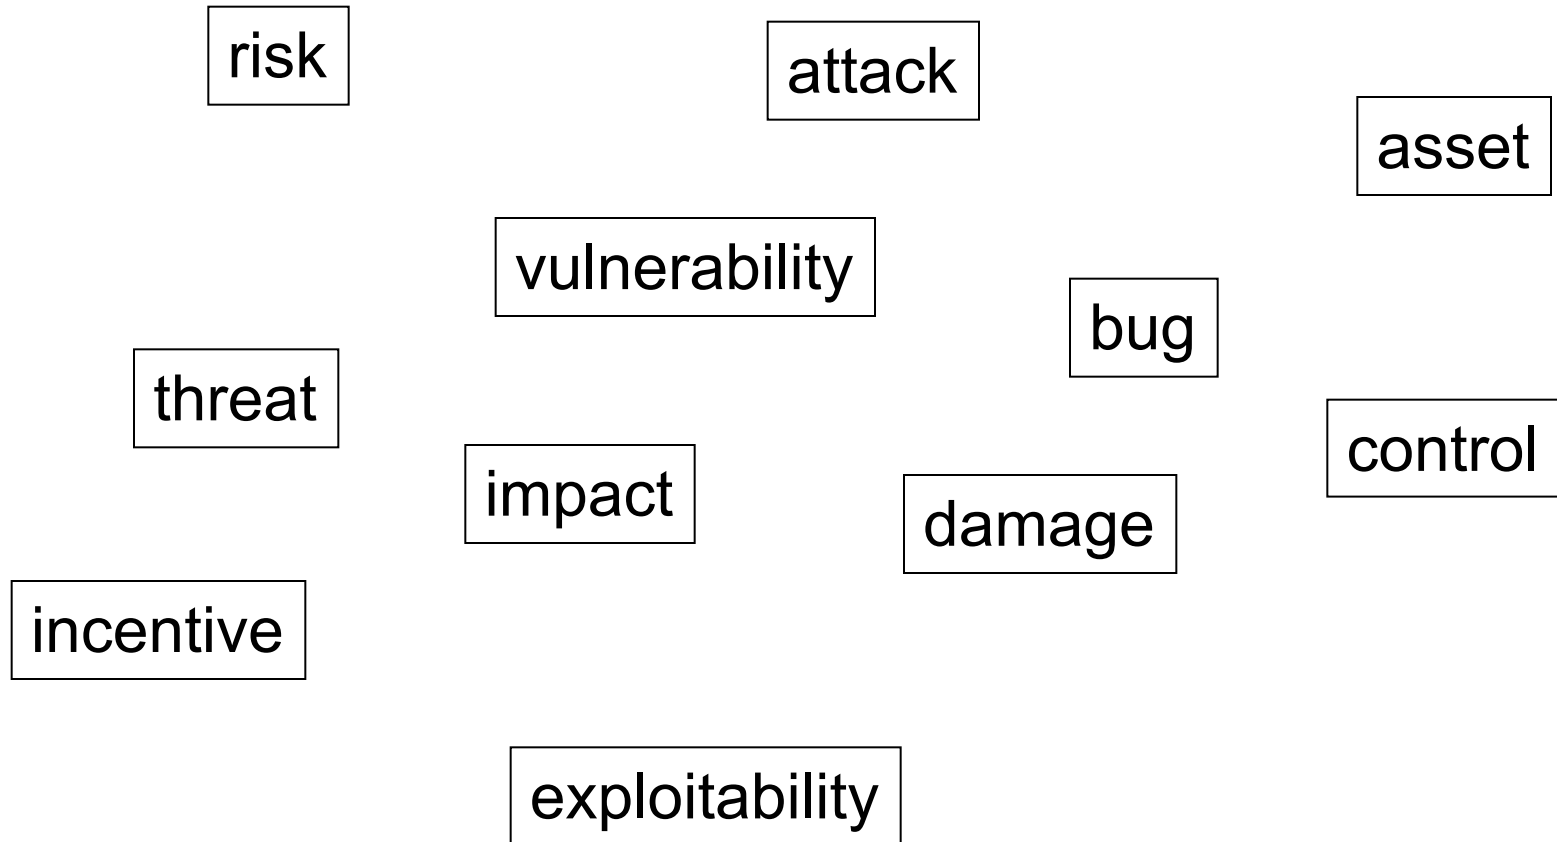 risk
attack
asset
vulnerability
bug
threat
control
impact
damage
incentive
exploitability